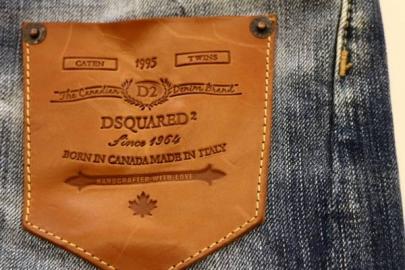 CATEN 1995 TWINS
"The Canadian D2 Denim Brand"
DSQUARED²
Since 1964
BORN IN CANADA MADE IN ITALY
HANDCRAFTED WITH LOVE